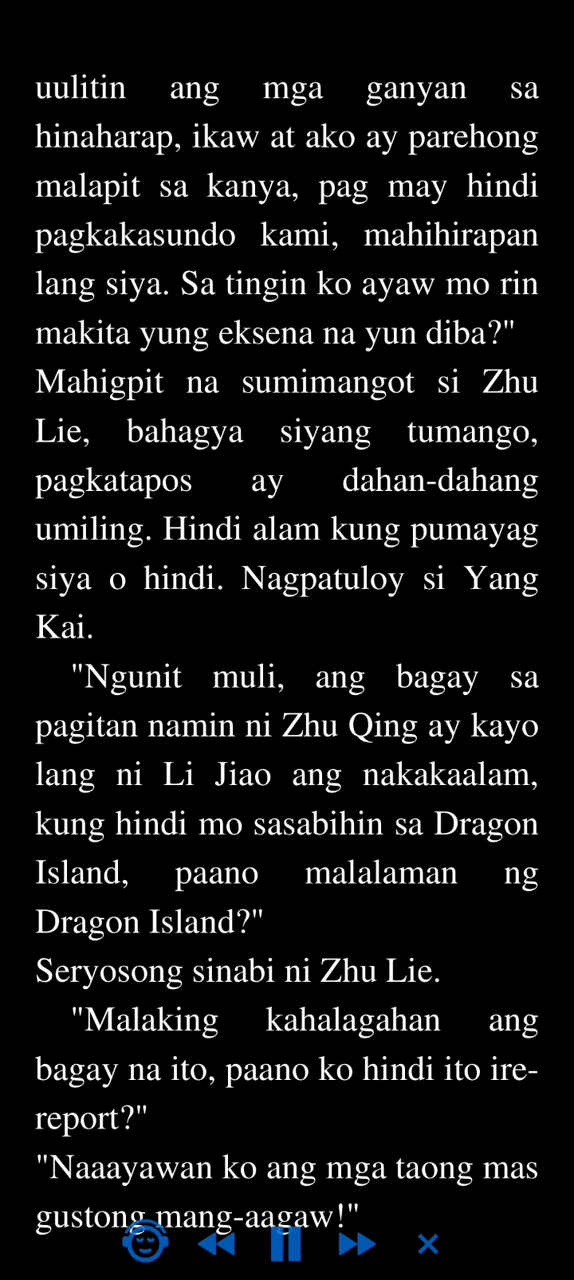 uulitin ang mga ganyan sa
hinaharap, ikaw at ako ay parehong
malapit sa kanya, pag may hindi
pagkakasundo kami, mahihirapan
lang siya. Sa tingin ko ayaw mo rin
makita yung eksena na yun diba?"
Mahigpit na sumimangot si Zhu
Lie, bahagya siyang tumango,
pagkatapos ay dahan-dahang
umiling. Hindi alam kung pumayag
siya o hindi. Nagpatuloy si Yang
Kai.
"Ngunit muli, ang bagay sa
pagitan namin ni Zhu Qing ay kayo
lang ni Li Jiao ang nakakaalam,
kung hindi mo sasabihin sa Dragon
Island, paano malalaman ng
Dragon Island?"
Seryosong sinabi ni Zhu Lie.
"Malaking kahalagahan ang
bagay na ito, paano ko hindi ito ire-
report?"
"Naaayawan ko ang mga taong mas
gustong mang-aagaw!"